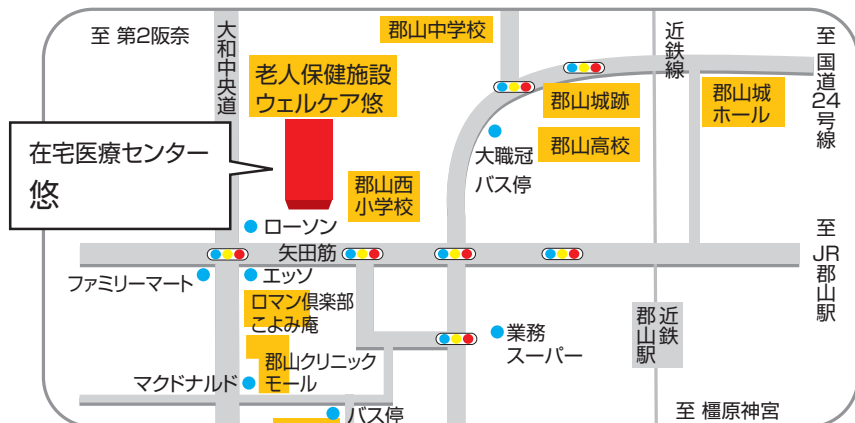 至 第2阪奈
大和中央道
郡山中学校
近鉄線
至 国道24号線
老人保健施設
ウェルケア悠
郡山城跡
郡山城
ホール
在宅医療センター
悠
大職冠
バス停
郡山高校
郡山西
小学校
ローソン
矢田筋
至 JR郡山駅
ファミリーマート
エッソ
ロマン倶楽部
こよみ庵
業務
スーパー
近鉄
郡山駅
郡山クリニック
モール
マクドナルド
バス停
至 橿原神宮